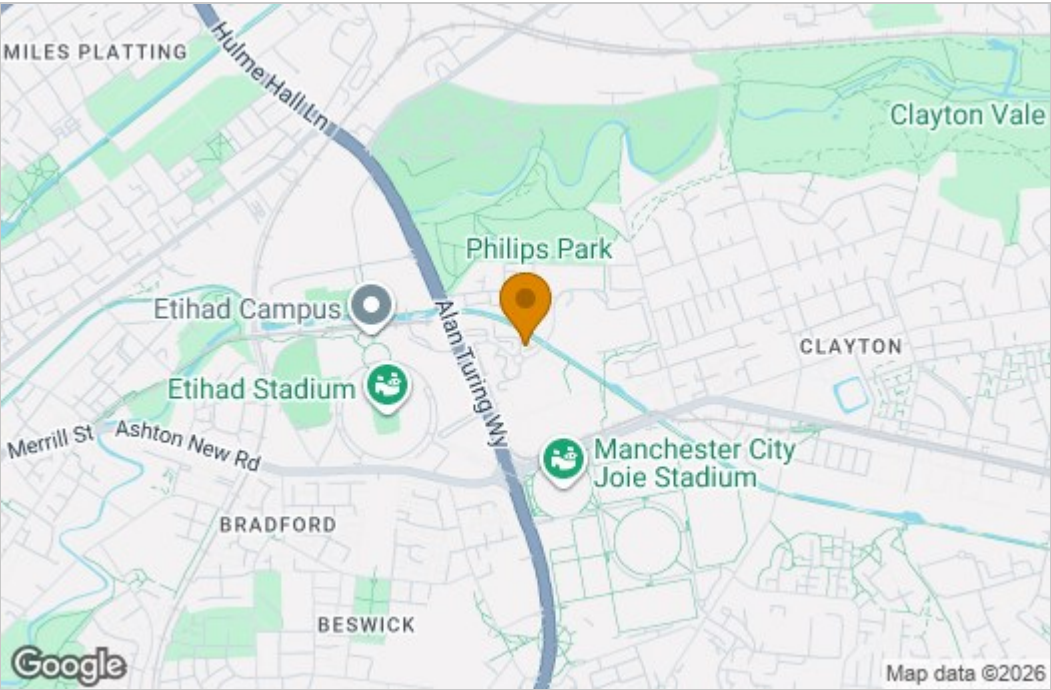 MILES PLATTING
Hulme Hall Ln
Clayton Vale
Philips Park
Etihad Campus
Alan Turing Wy
CLAYTON
Etihad Stadium
Merrill St
Ashton New Rd
Manchester City
Joie Stadium
BRADFORD
BESWICK
Google
Map data ©2026